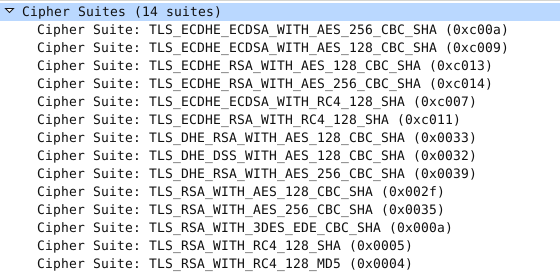 Cipher Suites (14 suites)
Cipher Suite: TLS_ECDHE_ECDSA_WITH_AES_256_CBC_SHA (0xc00a)
Cipher Suite: TLS_ECDHE_ECDSA_WITH_AES_128_CBC_SHA (0xc009)
Cipher Suite: TLS_ECDHE_RSA_WITH_AES_128_CBC_SHA (0xc013)
Cipher Suite: TLS_ECDHE_RSA_WITH_AES_256_CBC_SHA (0xc014)
Cipher Suite: TLS_ECDHE_ECDSA_WITH_RC4_128_SHA (0xc007)
Cipher Suite: TLS_ECDHE_RSA_WITH_RC4_128_SHA (0xc011)
Cipher Suite: TLS_DHE_RSA_WITH_AES_128_CBC_SHA (0x0033)
Cipher Suite: TLS_DHE_DSS_WITH_AES_128_CBC_SHA (0x0032)
Cipher Suite: TLS_DHE_RSA_WITH_AES_256_CBC_SHA (0x0039)
Cipher Suite: TLS_RSA_WITH_AES_128_CBC_SHA (0x002f)
Cipher Suite: TLS_RSA_WITH_AES_256_CBC_SHA (0x0035)
Cipher Suite: TLS_RSA_WITH_3DES_EDE_CBC_SHA (0x000a)
Cipher Suite: TLS_RSA_WITH_RC4_128_SHA (0x0005)
Cipher Suite: TLS_RSA_WITH_RC4_128_MD5 (0x0004)